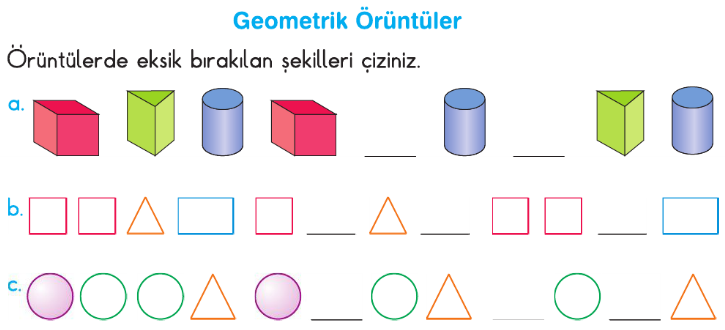 Geometrik Örüntüler
Örüntülerde eksik bırakılan şekilleri çiziniz.
a.
b.
c.